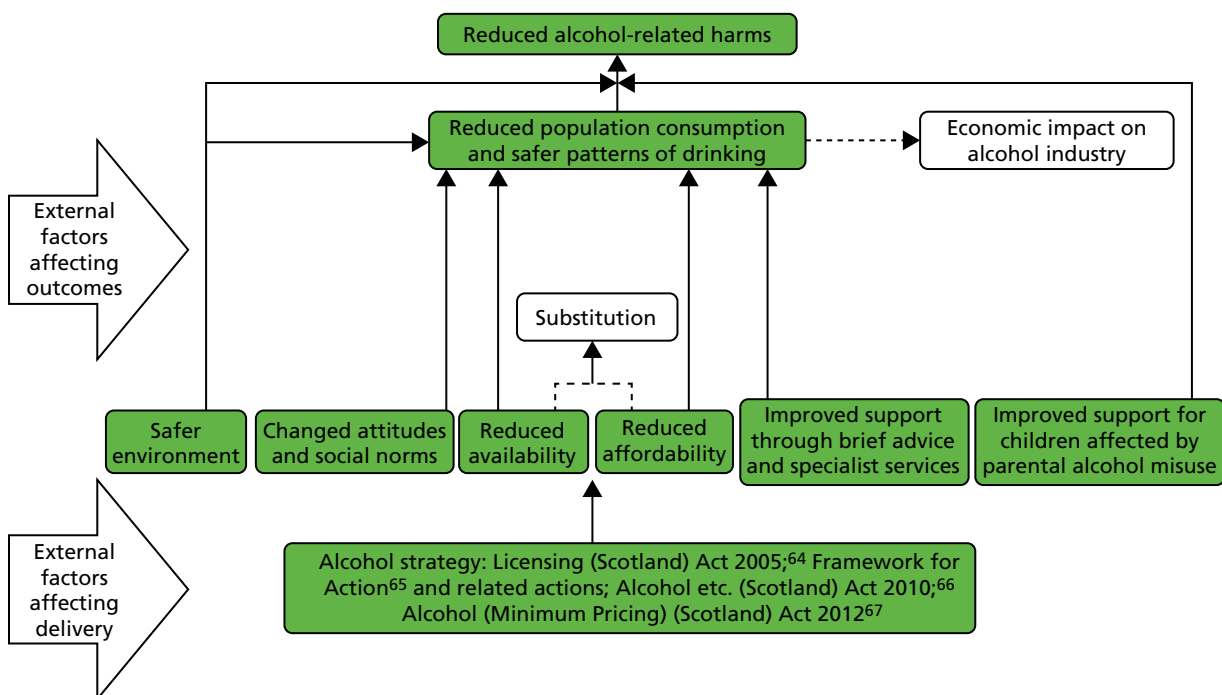 Reduced alcohol-related harms
Reduced population consumption
and safer patterns of drinking
Economic impact on
alcohol industry
External
factors
affecting
outcomes
Substitution
Safer
environment
Changed attitudes
and social norms
Reduced
availability
Reduced
affordability
Improved support
through brief advice
and specialist services
Improved support for
children affected by
parental alcohol misuse
External
factors
affecting
delivery
Alcohol strategy: Licensing (Scotland) Act 2005;⁶⁴ Framework for
Action⁶⁵ and related actions; Alcohol etc. (Scotland) Act 2010;⁶⁶
Alcohol (Minimum Pricing) (Scotland) Act 2012⁶⁷